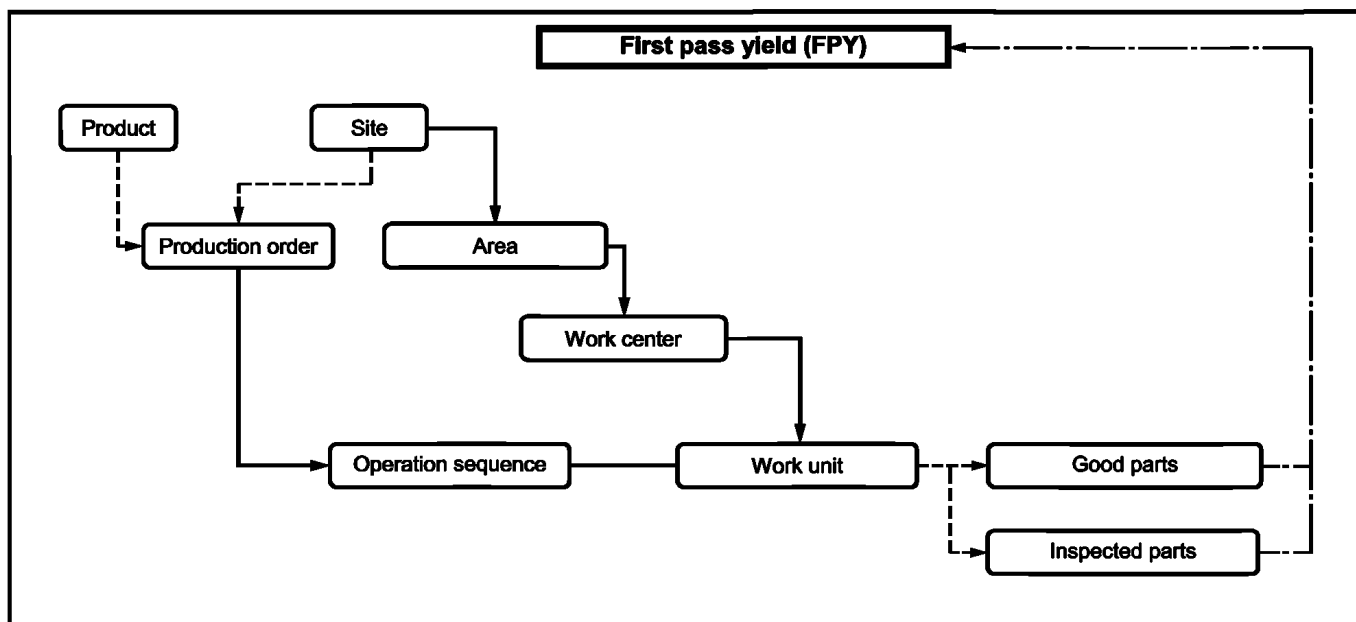 First pass yield (FPY)
Product
Site
Production order
Area
Work center
Operation sequence
Work unit
Good parts
Inspected parts